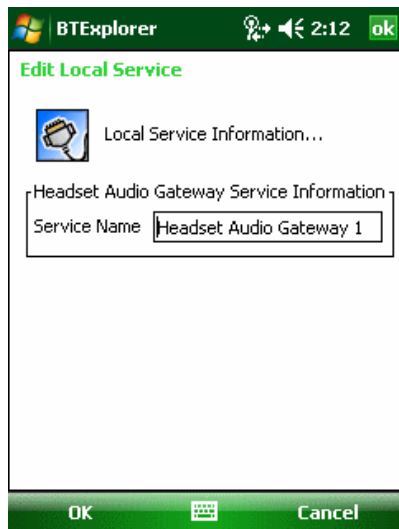 BTExplorer 2:12 ok
Edit Local Service
Local Service Information...
Headset Audio Gateway Service Information
Service Name Headset Audio Gateway 1
OK Cancel